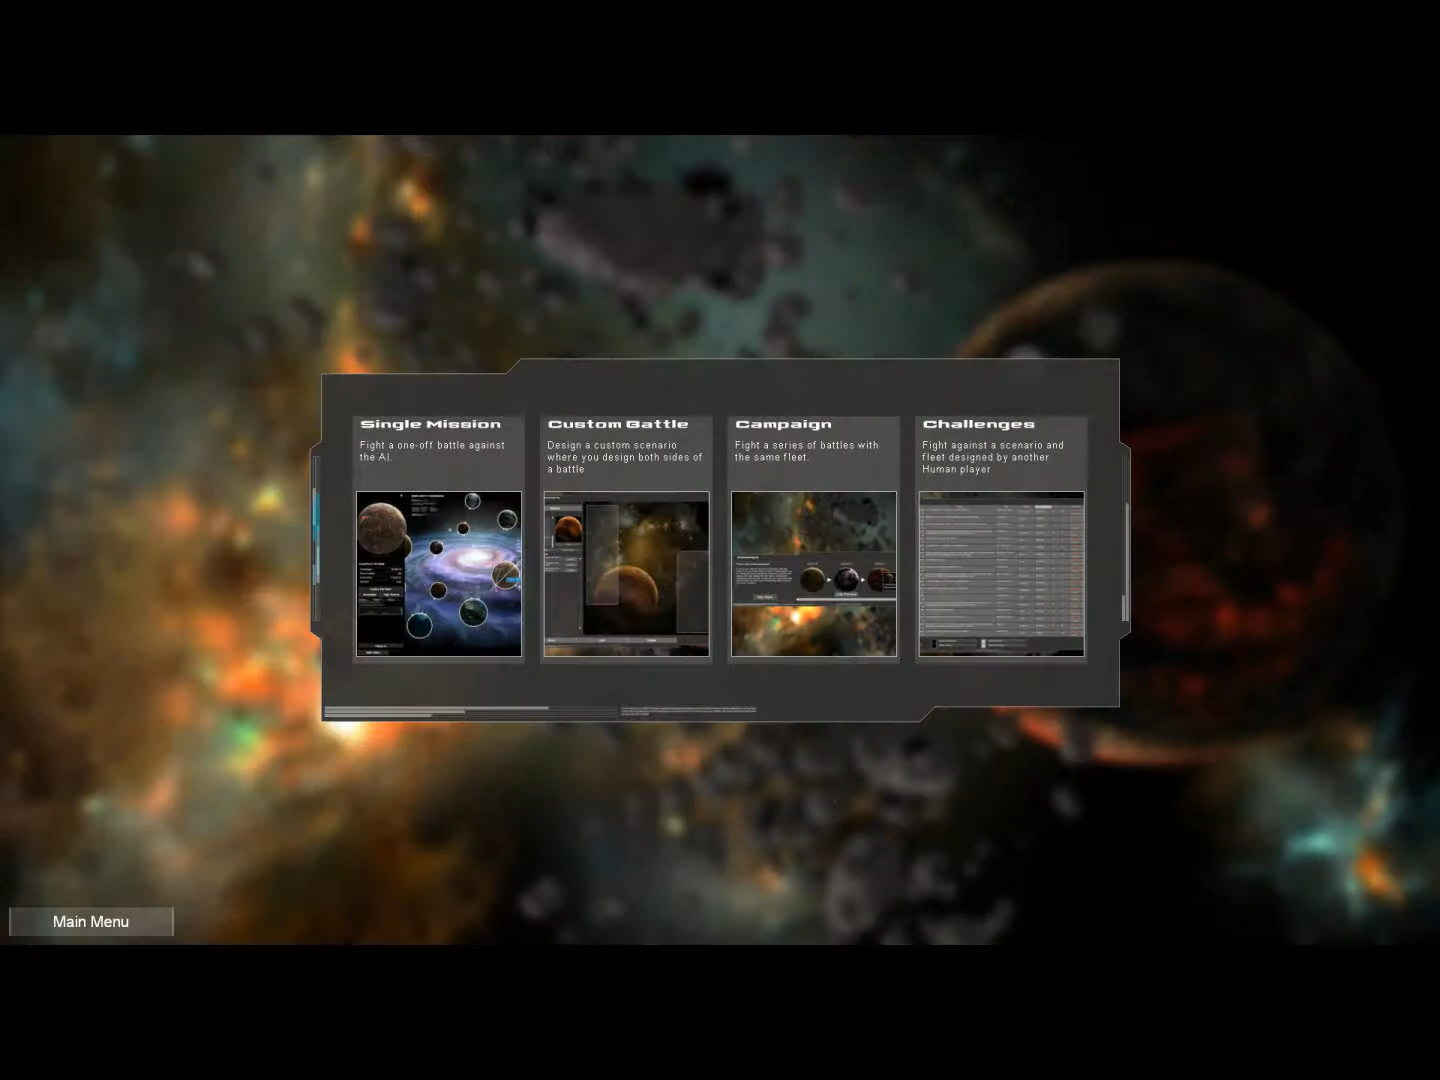 Single Mission
Fight a one-off battle against
the AI.
Custom Battle
Design a custom scenario
where you design both sides of
a battle
Campaign
Fight a series of battles with
the same fleet.
Challenges
Fight against a scenario and
fleet designed by another
Human player
Main Menu